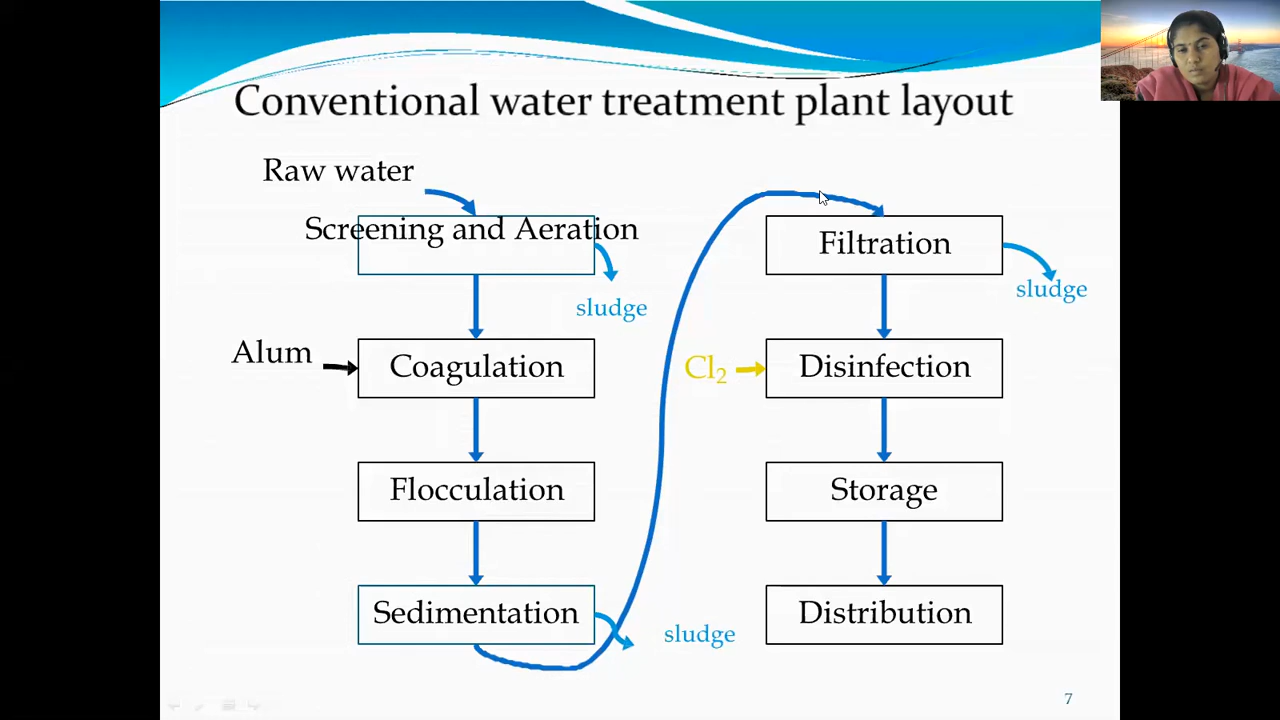 Conventional water treatment plant layout
Raw water
Screening and Aeration
sludge
Alum
Coagulation
Flocculation
Sedimentation
sludge
Filtration
sludge
Cl₂
Disinfection
Storage
Distribution
7